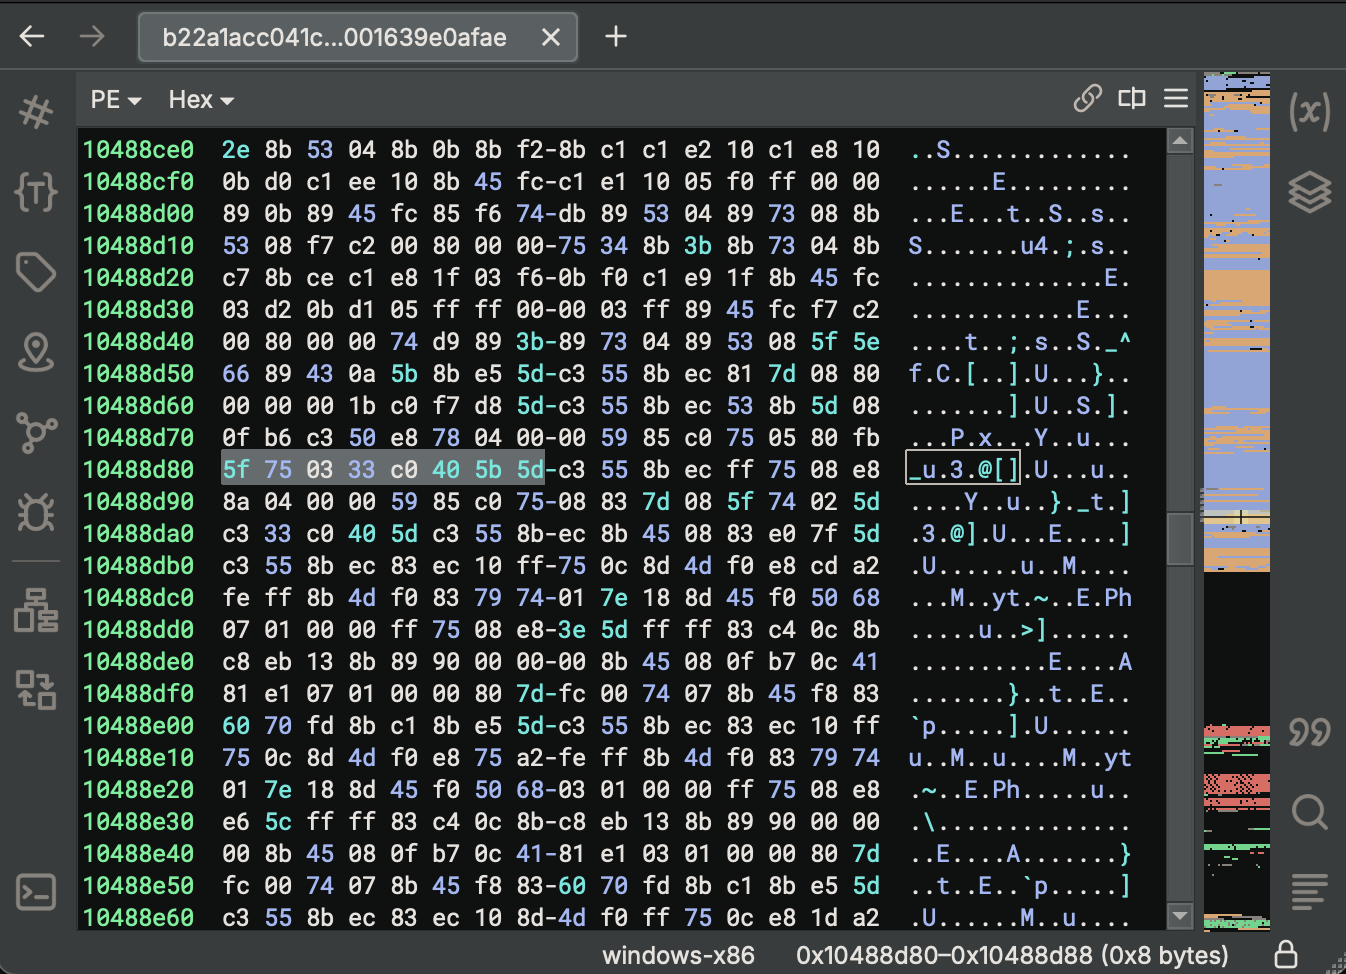 b22a1acc041c...001639e0afae
PE Hex
10488ce0 2e 8b 53 04 8b 0b 8b f2-8b c1 c1 e2 10 c1 e8 10 ..S.............
10488cf0 0b d0 c1 ee 10 8b 45 fc-c1 e1 10 05 f0 ff 00 00 ......E.........
10488d00 89 0b 89 45 fc 85 f6 74-db 89 53 04 89 73 08 8b ...E...t..S..s..
10488d10 53 08 f7 c2 00 80 00 00-75 34 8b 3b 8b 73 04 8b S.......u4.;.s..
10488d20 c7 8b ce c1 e8 1f 03 f6-0b f0 c1 e9 1f 8b 45 fc ..............E.
10488d30 03 d2 0b d1 05 ff ff 00-00 03 ff 89 45 fc f7 c2 ............E...
10488d40 00 80 00 00 74 d9 89 3b-89 73 04 89 53 08 5f 5e ....t..;.s..S._^
10488d50 66 89 43 0a 5b 8b e5 5d-c3 55 8b ec 81 7d 08 80 f.C.[..].U...}..
10488d60 00 00 00 1b c0 f7 d8 5d-c3 55 8b ec 53 8b 5d 08 .......].U..S.].
10488d70 0f b6 c3 50 e8 78 04 00-00 59 85 c0 75 05 80 fb ...P.x...Y..u...
10488d80 5f 75 03 33 c0 40 5b 5d-c3 55 8b ec ff 75 08 e8 _u.3.@[].U...u..
10488d90 8a 04 00 00 59 85 c0 75-08 83 7d 08 5f 74 02 5d ....Y..u..}._t.]
10488da0 c3 33 c0 40 5d c3 55 8b-ec 8b 45 08 83 e0 7f 5d .3.@].U...E....]
10488db0 c3 55 8b ec 83 ec 10 ff-75 0c 8d 4d f0 e8 cd a2 .U......u..M....
10488dc0 fe ff 8b 4d f0 83 79 74-01 7e 18 8d 45 f0 50 68 ...M..yt.~..E.Ph
10488dd0 07 01 00 00 ff 75 08 e8-3e 5d ff ff 83 c4 0c 8b .....u..>]......
10488de0 c8 eb 13 8b 89 90 00 00-00 8b 45 08 0f b7 0c 41 ..........E....A
10488df0 81 e1 07 01 00 00 80 7d-fc 00 74 07 8b 45 f8 83 .......}..t..E..
10488e00 60 70 fd 8b c1 8b e5 5d-c3 55 8b ec 83 ec 10 ff `p.....].U......
10488e10 75 0c 8d 4d f0 e8 75 a2-fe ff 8b 4d f0 83 79 74 u..M..u....M..yt
10488e20 01 7e 18 8d 45 f0 50 68-03 01 00 00 ff 75 08 e8 .~..E.Ph.....u..
10488e30 e6 5c ff ff 83 c4 0c 8b-c8 eb 13 8b 89 90 00 00 .\..............
10488e40 00 8b 45 08 0f b7 0c 41-81 e1 03 01 00 00 80 7d ..E....A.......}
10488e50 fc 00 74 07 8b 45 f8 83-60 70 fd 8b c1 8b e5 5d ..t..E..`p.....]
10488e60 c3 55 8b ec 83 ec 10 8d-4d f0 ff 75 0c e8 1d a2 .U......M..u....
windows-x86 0x10488d80–0x10488d88 (0x8 bytes)